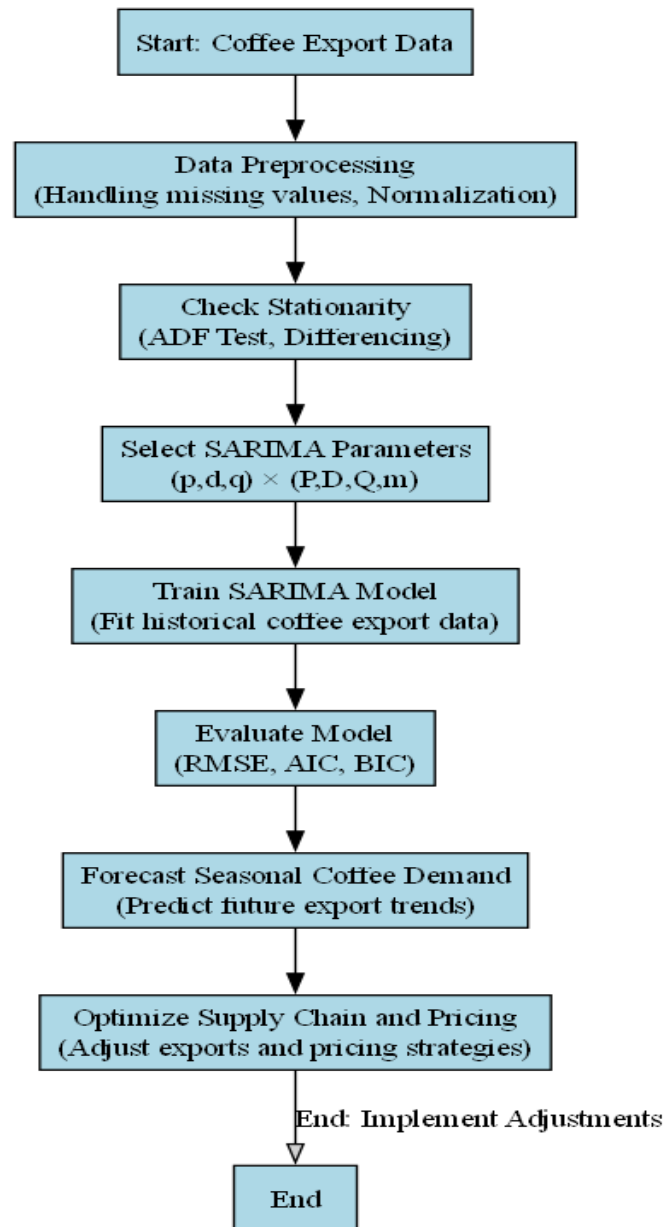 Start: Coffee Export Data
Data Preprocessing
(Handling missing values, Normalization)
Check Stationarity
(ADF Test, Differencing)
Select SARIMA Parameters
(p,d,q) × (P,D,Q,m)
Train SARIMA Model
(Fit historical coffee export data)
Evaluate Model
(RMSE, AIC, BIC)
Forecast Seasonal Coffee Demand
(Predict future export trends)
Optimize Supply Chain and Pricing
(Adjust exports and pricing strategies)
End: Implement Adjustments
End